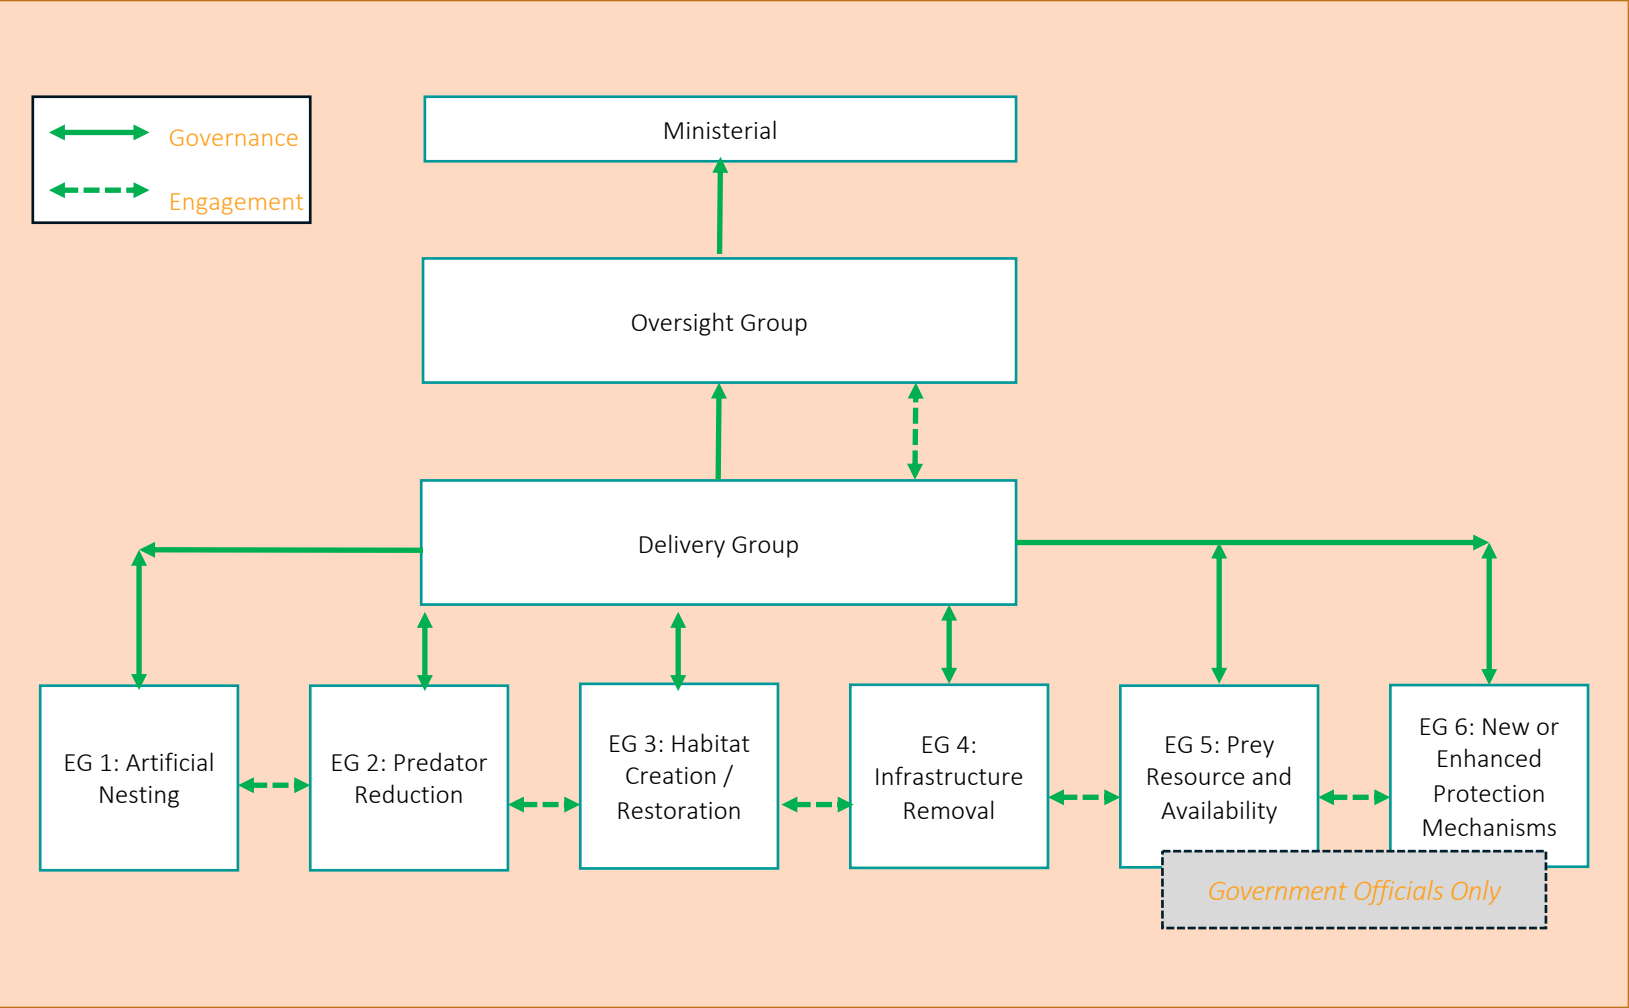 Governance
Engagement
Ministerial
Oversight Group
Delivery Group
EG 1: Artificial
Nesting
EG 2: Predator
Reduction
EG 3: Habitat
Creation /
Restoration
EG 4:
Infrastructure
Removal
EG 5: Prey
Resource and
Availability
EG 6: New or
Enhanced
Protection
Mechanisms
Government Officials Only